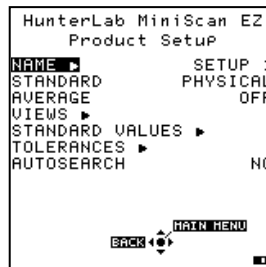 HunterLab MiniScan EZ
Product Setup
NAME ▶ SETUP
STANDARD PHYSICAL
AVERAGE OFF
VIEWS ▶
STANDARD VALUES ▶
TOLERANCES ▶
AUTOSEARCH NO
MAIN MENU
BACK